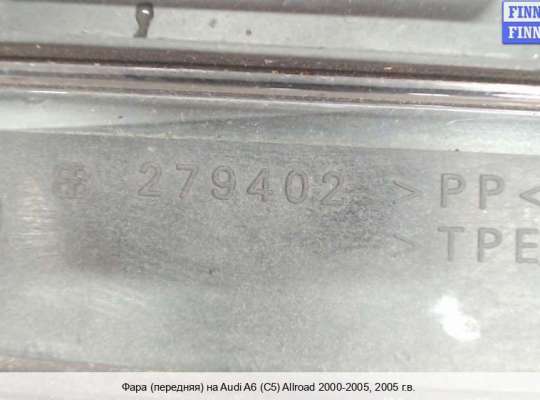 FINN
FINN
279402 >PP<
>TPE
Фара (передняя) на Audi A6 (C5) Allroad 2000-2005, 2005 г.в.